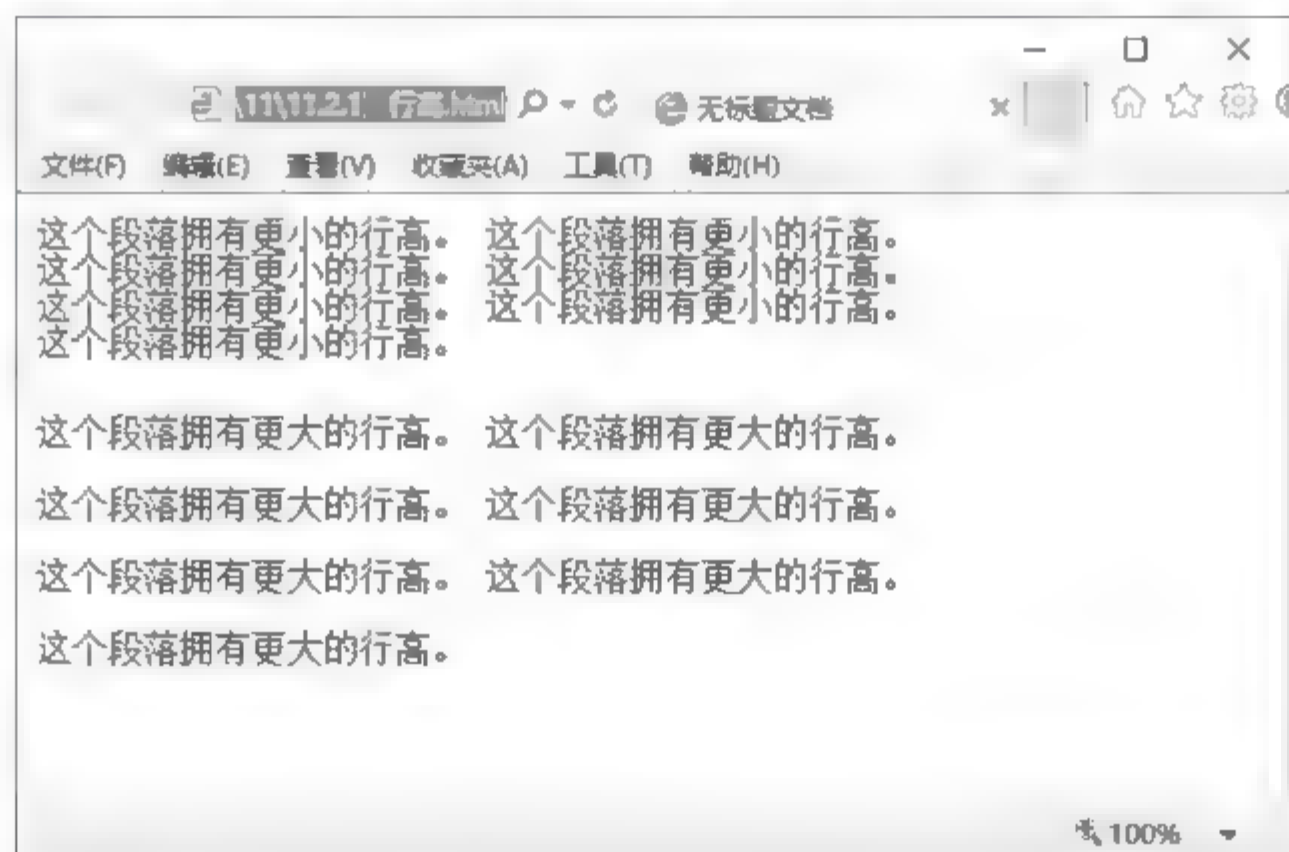 \11\11.2.1 行高.html 无标题文档
文件(F) 编辑(E) 查看(V) 收藏夹(A) 工具(T) 帮助(H)
这个段落拥有更小的行高。 这个段落拥有更小的行高。
这个段落拥有更小的行高。 这个段落拥有更小的行高。
这个段落拥有更小的行高。 这个段落拥有更小的行高。
这个段落拥有更小的行高。
这个段落拥有更大的行高。 这个段落拥有更大的行高。
这个段落拥有更大的行高。 这个段落拥有更大的行高。
这个段落拥有更大的行高。 这个段落拥有更大的行高。
这个段落拥有更大的行高。
100%